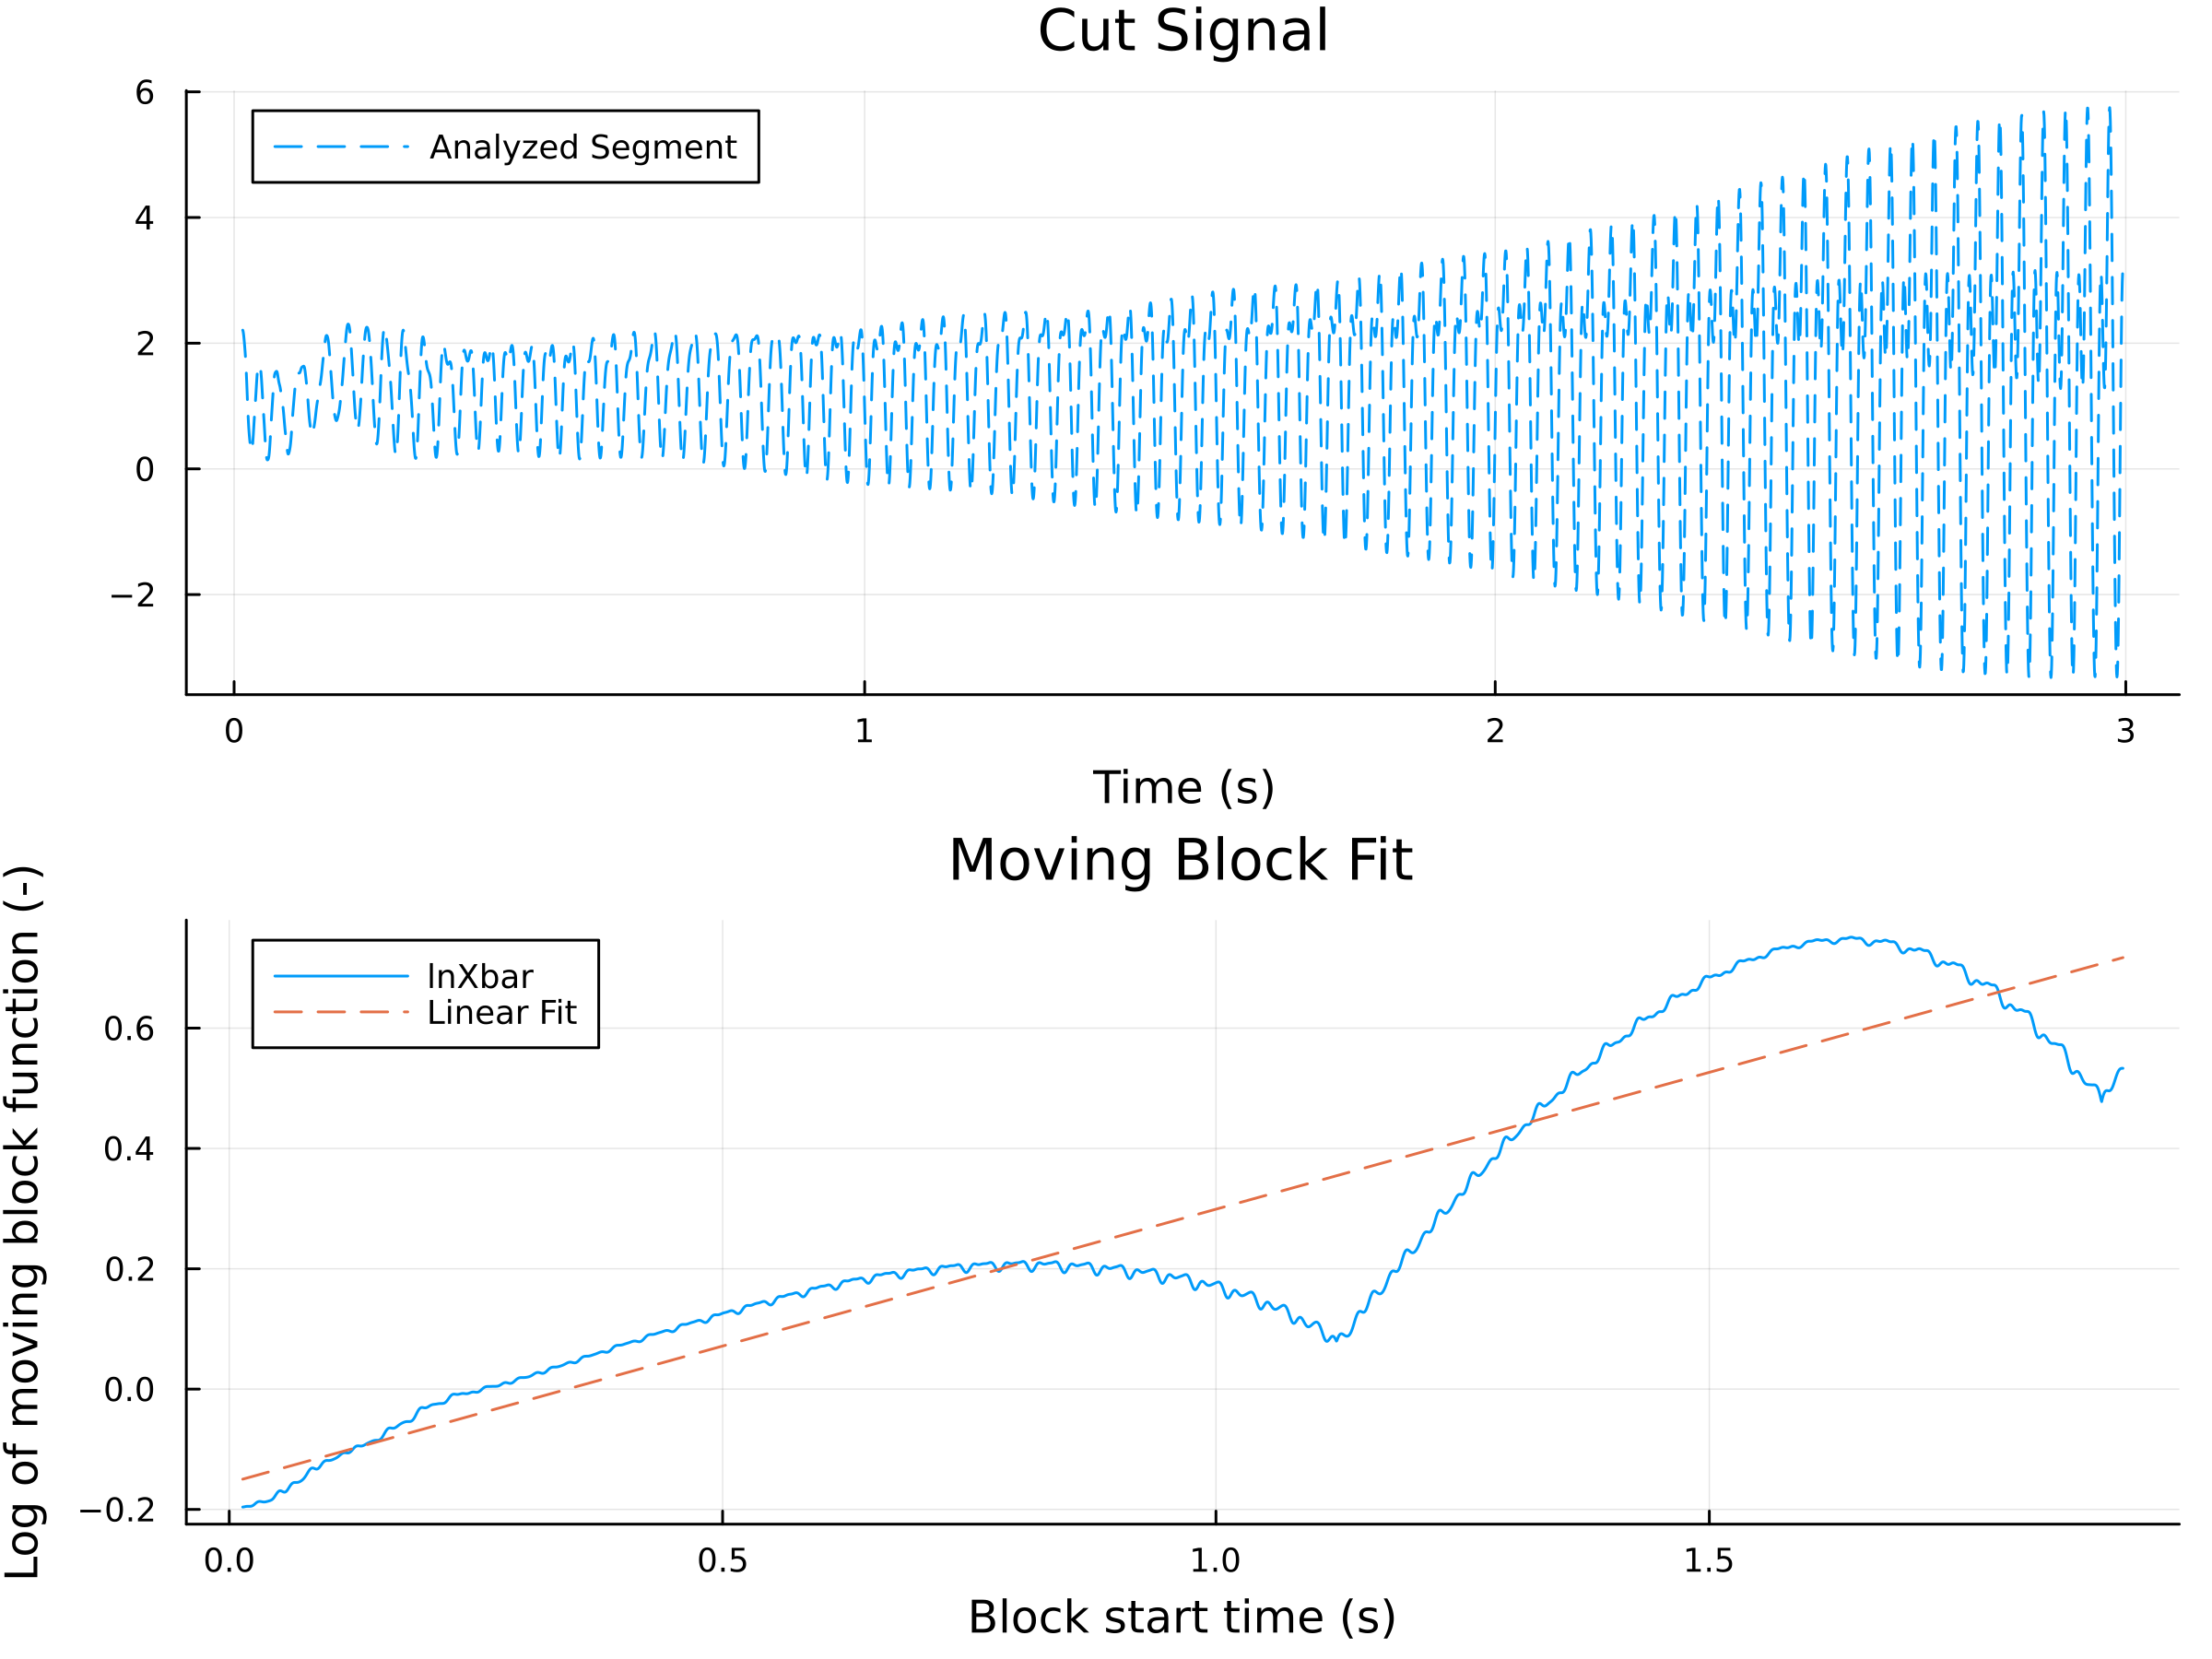 Cut Signal
6
4
2
0
−2
Analyzed Segment
0 1 2 3
Time (s)
Moving Block Fit
Log of moving block function (-)
0.6
0.4
0.2
0.0
−0.2
lnXbar
Linear Fit
0.0 0.5 1.0 1.5
Block start time (s)